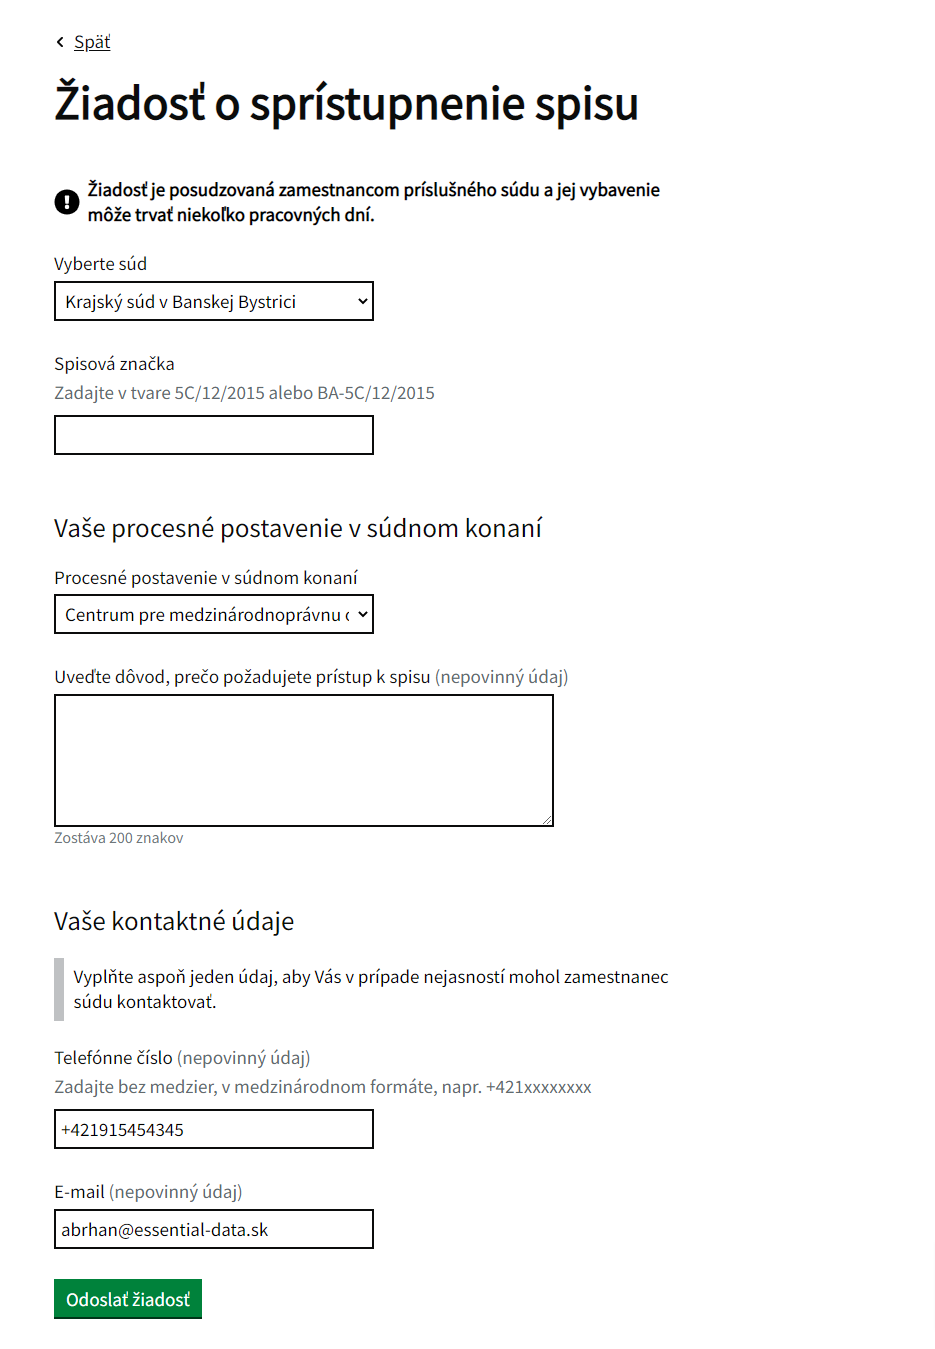 Späť
Žiadosť o sprístupnenie spisu
Žiadosť je posudzovaná zamestnancom príslušného súdu a jej vybavenie
môže trvať niekoľko pracovných dní.
Vyberte súd
Krajský súd v Banskej Bystrici
Spisová značka
Zadajte v tvare 5C/12/2015 alebo BA-5C/12/2015
Vaše procesné postavenie v súdnom konaní
Procesné postavenie v súdnom konaní
Centrum pre medzinárodnoprávnu
Uveďte dôvod, prečo požadujete prístup k spisu (nepovinný údaj)
Zostáva 200 znakov
Vaše kontaktné údaje
Vyplňte aspoň jeden údaj, aby Vás v prípade nejasností mohol zamestnanec
súdu kontaktovať.
Telefónne číslo (nepovinný údaj)
Zadajte bez medzier, v medzinárodnom formáte, napr. +421xxxxxxxx
+421915454345
E-mail (nepovinný údaj)
abrhan@essential-data.sk
Odoslať žiadosť